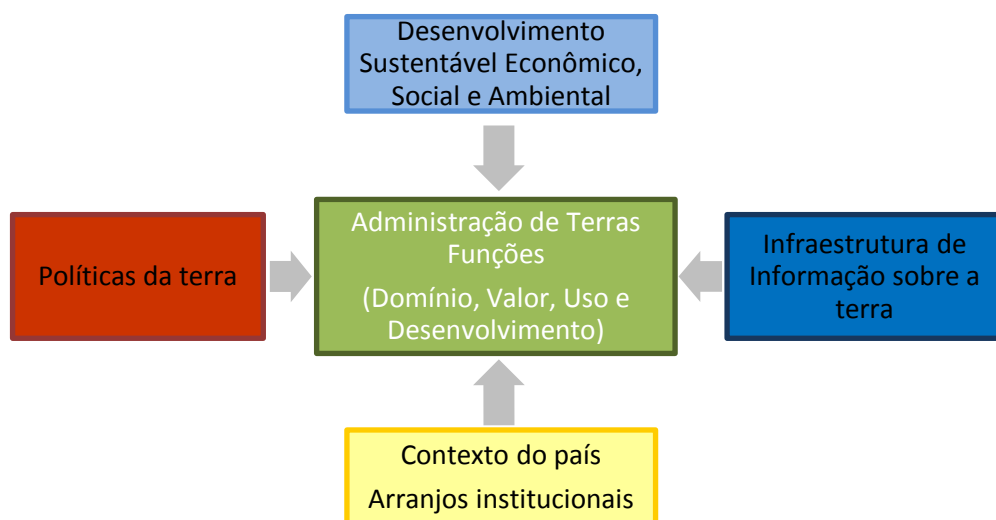 Desenvolvimento
Sustentável Econômico,
Social e Ambiental
Políticas da terra
Administração de Terras
Funções
(Domínio, Valor, Uso e
Desenvolvimento)
Infraestrutura de
Informação sobre a
terra
Contexto do país
Arranjos institucionais